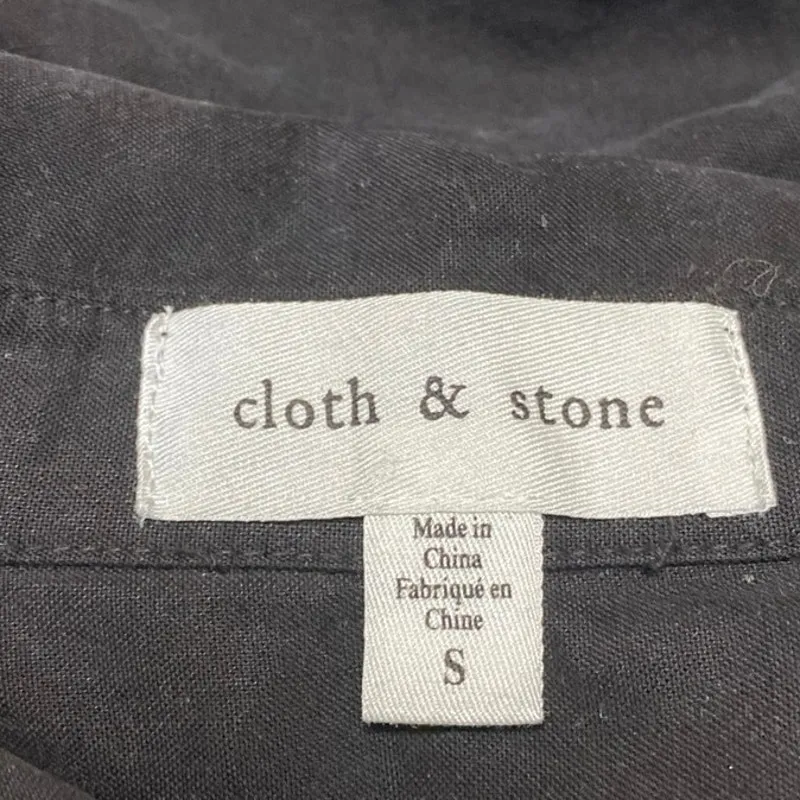 cloth & stone
Made in
China
Fabriqué en
Chine
S